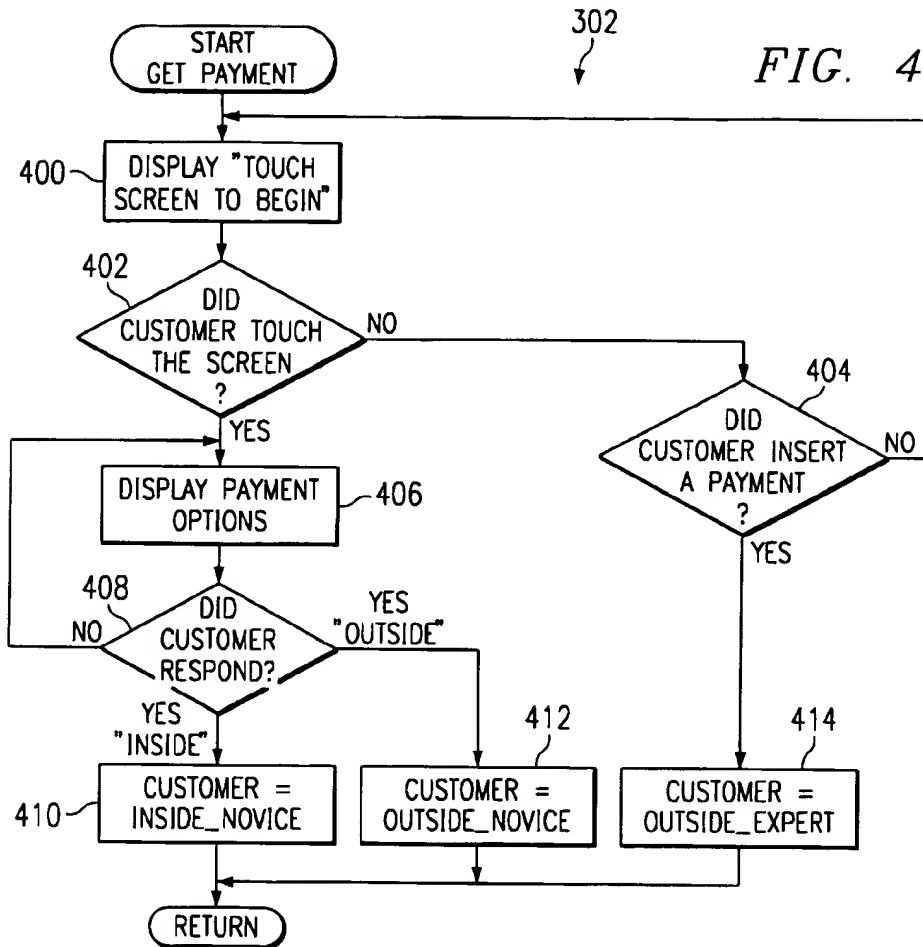 START
GET PAYMENT
302
FIG. 4
400
DISPLAY "TOUCH
SCREEN TO BEGIN"
402
DID
CUSTOMER TOUCH
THE SCREEN
?
NO
YES
404
DID
CUSTOMER INSERT
A PAYMENT
?
NO
YES
DISPLAY PAYMENT
OPTIONS
406
408
DID
CUSTOMER
RESPOND?
NO
YES
"OUTSIDE"
YES
"INSIDE"
410
CUSTOMER =
INSIDE_NOVICE
412
CUSTOMER =
OUTSIDE_NOVICE
414
CUSTOMER =
OUTSIDE_EXPERT
RETURN